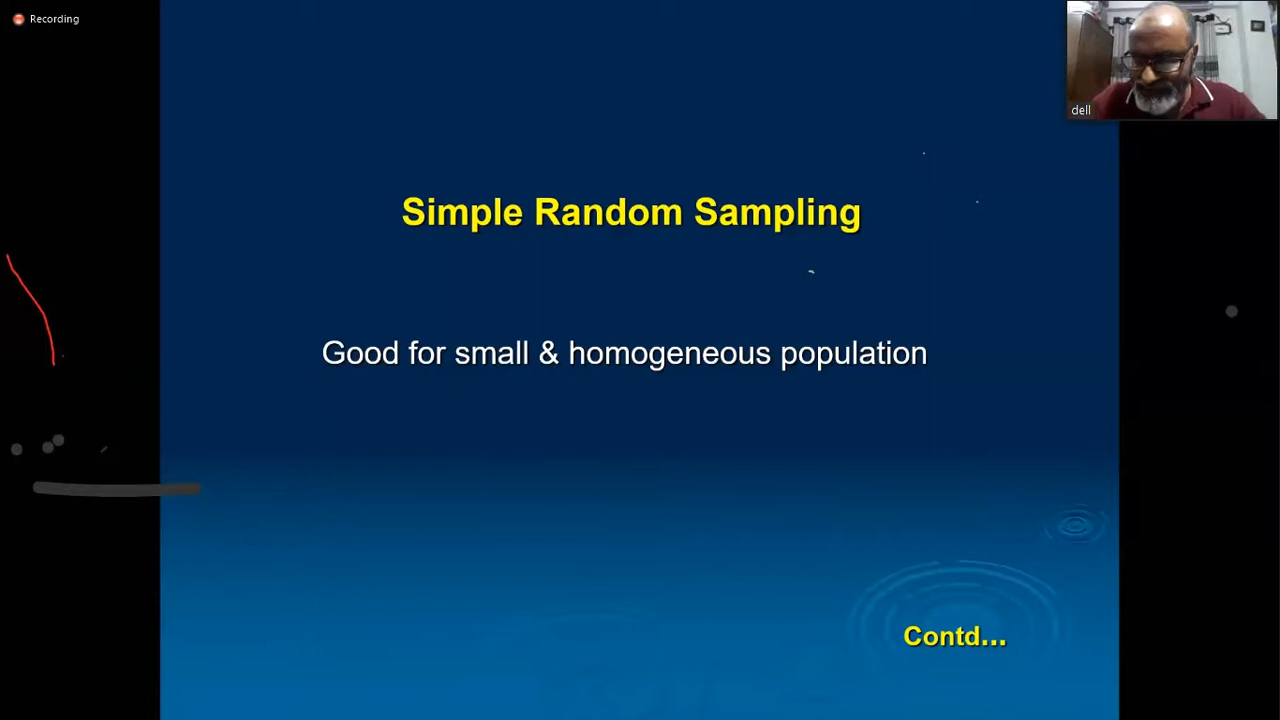 Recording
dell
Simple Random Sampling
Good for small & homogeneous population
Contd...